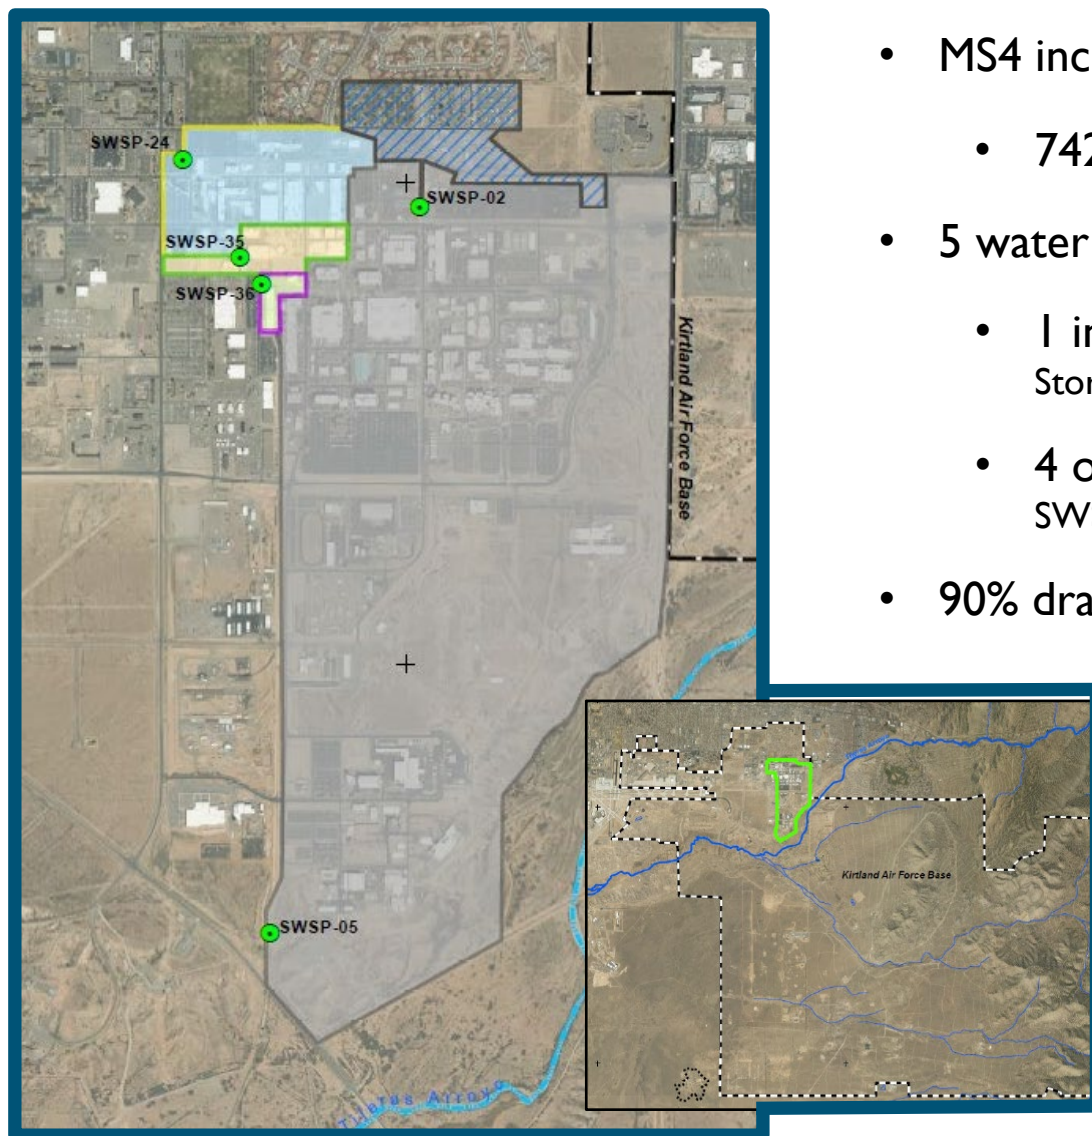 SWSP-24
SWSP-02
SWSP-35
SWSP-36
Kirtland Air Force Base
SWSP-05
Tijeras Arroyo
Kirtland Air Force Base
• MS4 inc
• 742
• 5 water
• 1 in
Stor
• 4 o
SW
• 90% dra